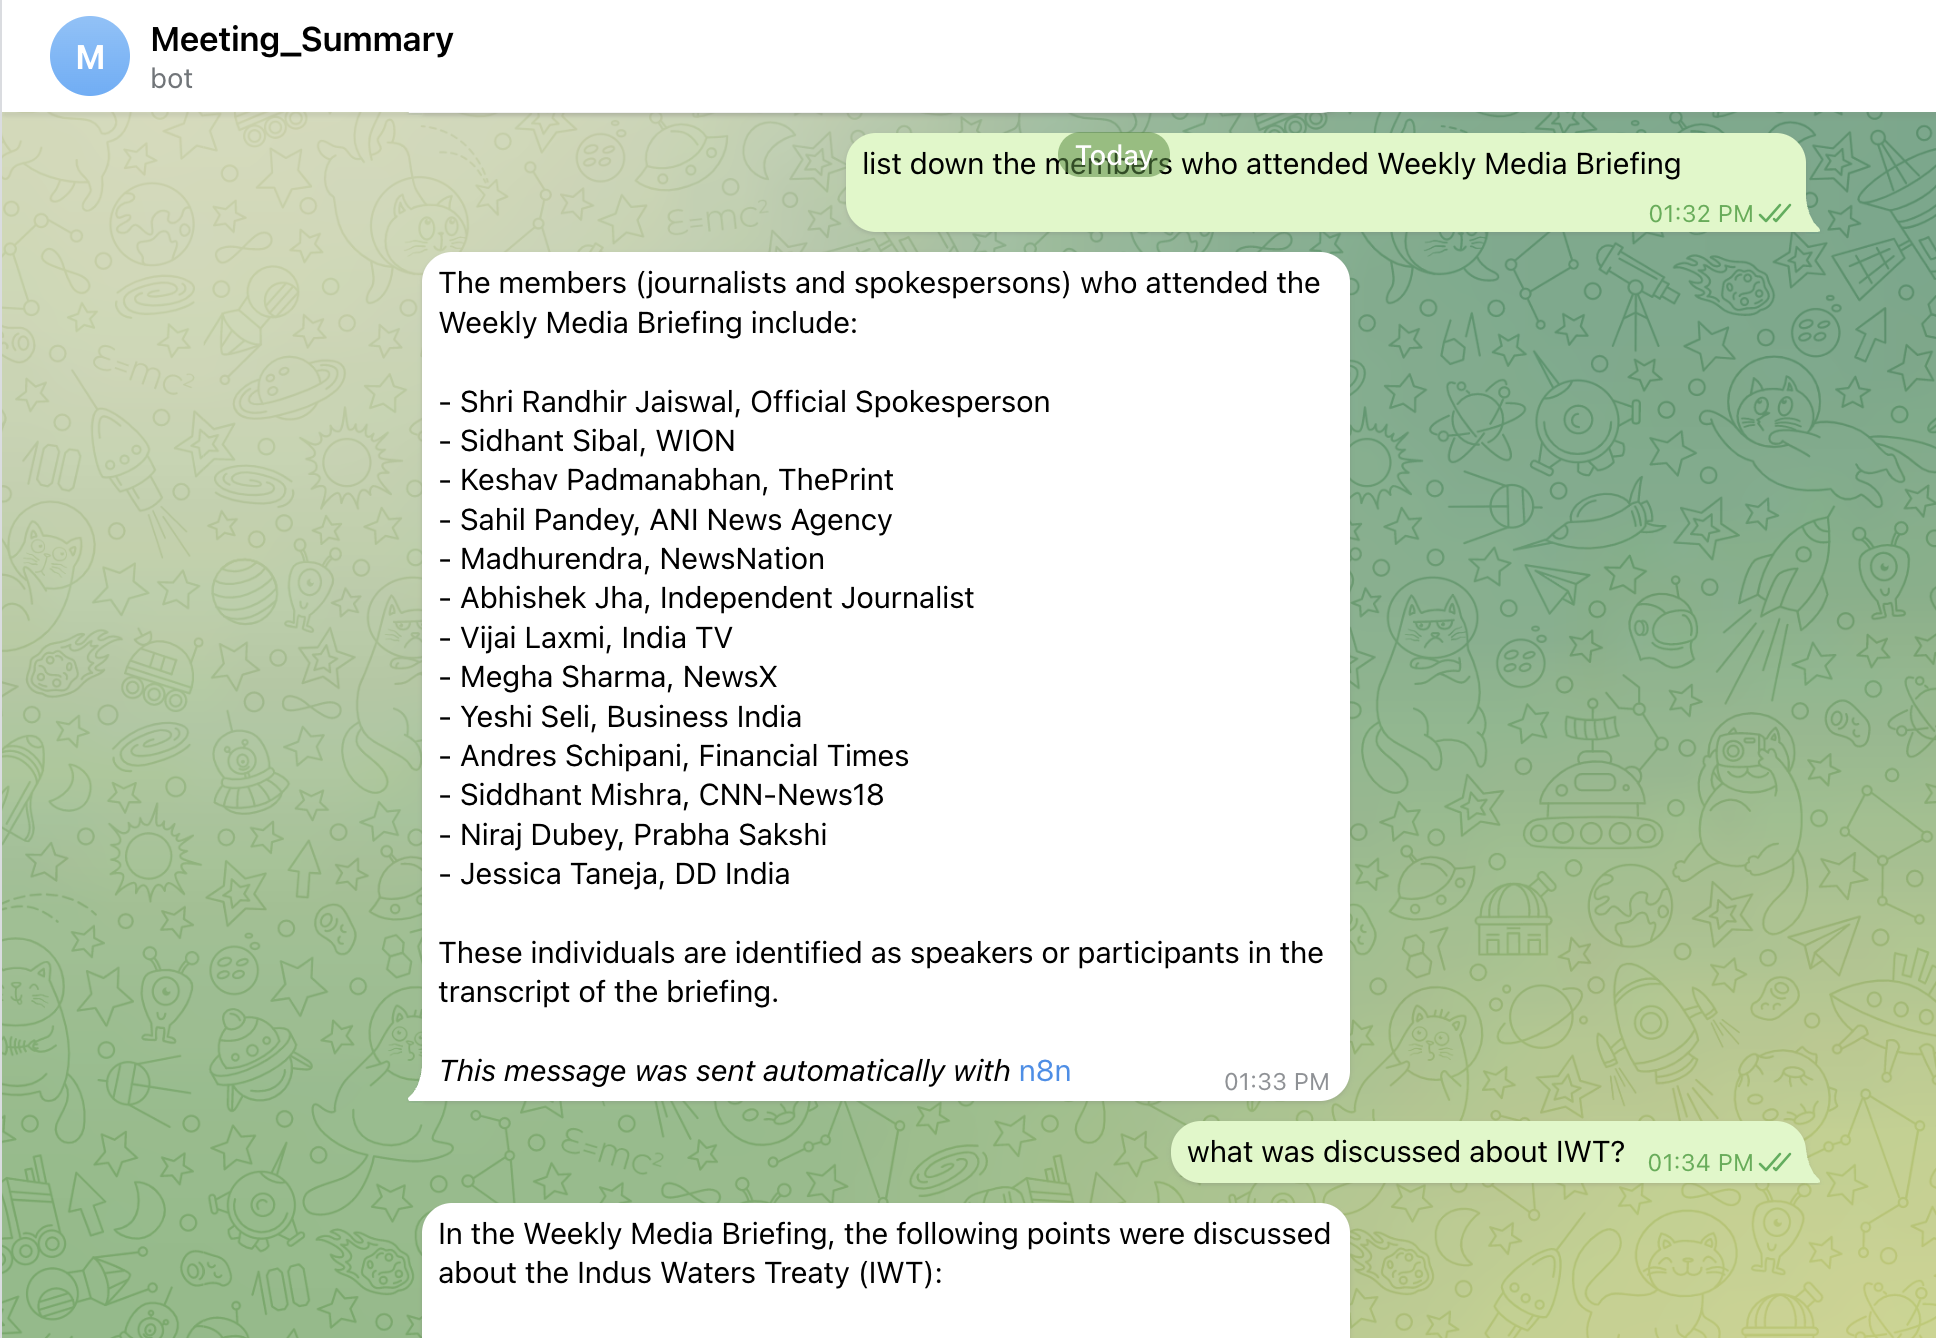 M
Meeting_Summary
bot
Today
list down the members who attended Weekly Media Briefing
01:32 PM
The members (journalists and spokespersons) who attended the
Weekly Media Briefing include:
- Shri Randhir Jaiswal, Official Spokesperson
- Sidhant Sibal, WION
- Keshav Padmanabhan, ThePrint
- Sahil Pandey, ANI News Agency
- Madhurendra, NewsNation
- Abhishek Jha, Independent Journalist
- Vijai Laxmi, India TV
- Megha Sharma, NewsX
- Yeshi Seli, Business India
- Andres Schipani, Financial Times
- Siddhant Mishra, CNN-News18
- Niraj Dubey, Prabha Sakshi
- Jessica Taneja, DD India
These individuals are identified as speakers or participants in the
transcript of the briefing.
This message was sent automatically with n8n
01:33 PM
what was discussed about IWT?
01:34 PM
In the Weekly Media Briefing, the following points were discussed
about the Indus Waters Treaty (IWT):